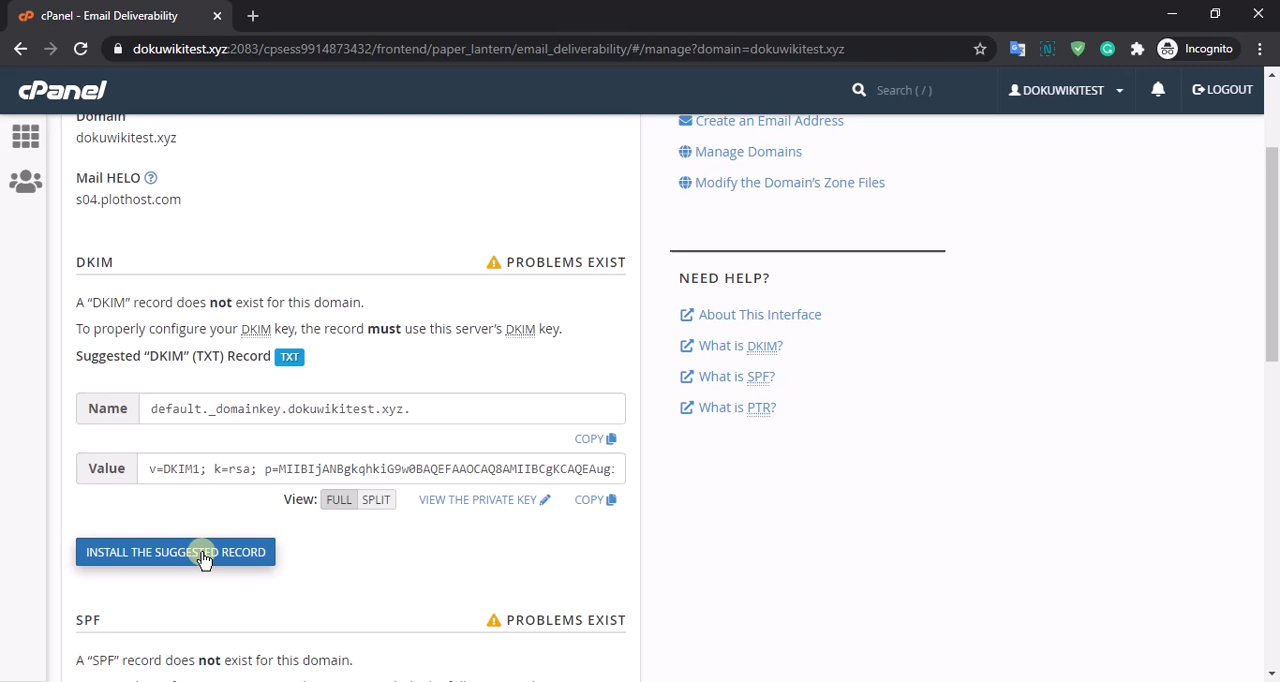 cPanel - Email Deliverability
dokuwikitest.xyz:2083/cpsess9914873432/frontend/paper_lantern/email_deliverability/#/manage?domain=dokuwikitest.xyz
Incognito
cPanel
Search ( / )
DOKUWIKITEST
LOGOUT
Domain
dokuwikitest.xyz
Mail HELO
s04.plothost.com
DKIM
PROBLEMS EXIST
A “DKIM” record does not exist for this domain.
To properly configure your DKIM key, the record must use this server’s DKIM key.
Suggested “DKIM” (TXT) Record TXT
Name default._domainkey.dokuwikitest.xyz.
COPY
Value v=DKIM1; k=rsa; p=MIIBIjANBgkqhkiG9w0BAQEFAAOCAQ8AMIIBCgKCAQEAug:
View: FULL SPLIT VIEW THE PRIVATE KEY COPY
INSTALL THE SUGGESTED RECORD
SPF
PROBLEMS EXIST
A “SPF” record does not exist for this domain.
Create an Email Address
Manage Domains
Modify the Domain’s Zone Files
NEED HELP?
About This Interface
What is DKIM?
What is SPF?
What is PTR?